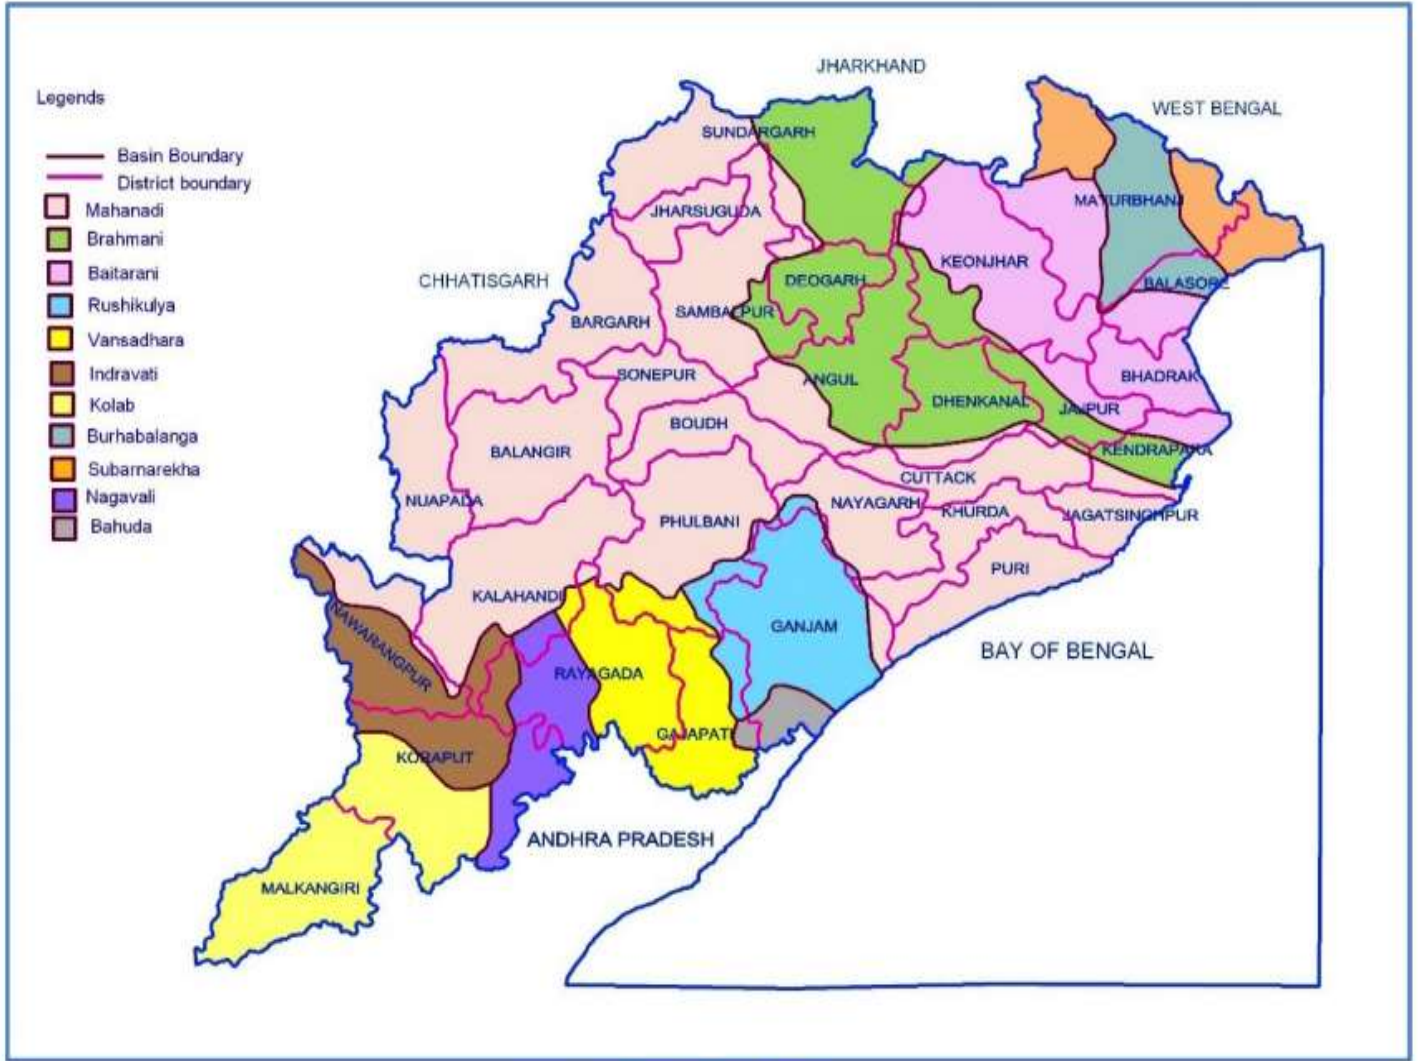 JHARKHAND
Legends
WEST BENGAL
Basin Boundary
District boundary
Mahanadi
Brahmani
Baitarani
Rushikulya
Vansadhara
Indravati
Kolab
Burhabalanga
Subarnarekha
Nagavali
Bahuda
SUNDARGARH
JHARSUGUDA
MAYURBHANJ
KEONJHAR
CHHATISGARH
DEOGARH
BALASORE
SAMBALPUR
BARGARH
SONEPUR
ANGUL
BHADRAK
DHENKANAL
JAJPUR
BOUDH
BALANGIR
KENDRAPARA
CUTTACK
NUAPADA
NAYAGARH
KHURDA
JAGATSINGHPUR
PHULBANI
PURI
KALAHANDI
GANJAM
NAWARANGPUR
BAY OF BENGAL
RAYAGADA
GAJAPATI
KORAPUT
ANDHRA PRADESH
MALKANGIRI